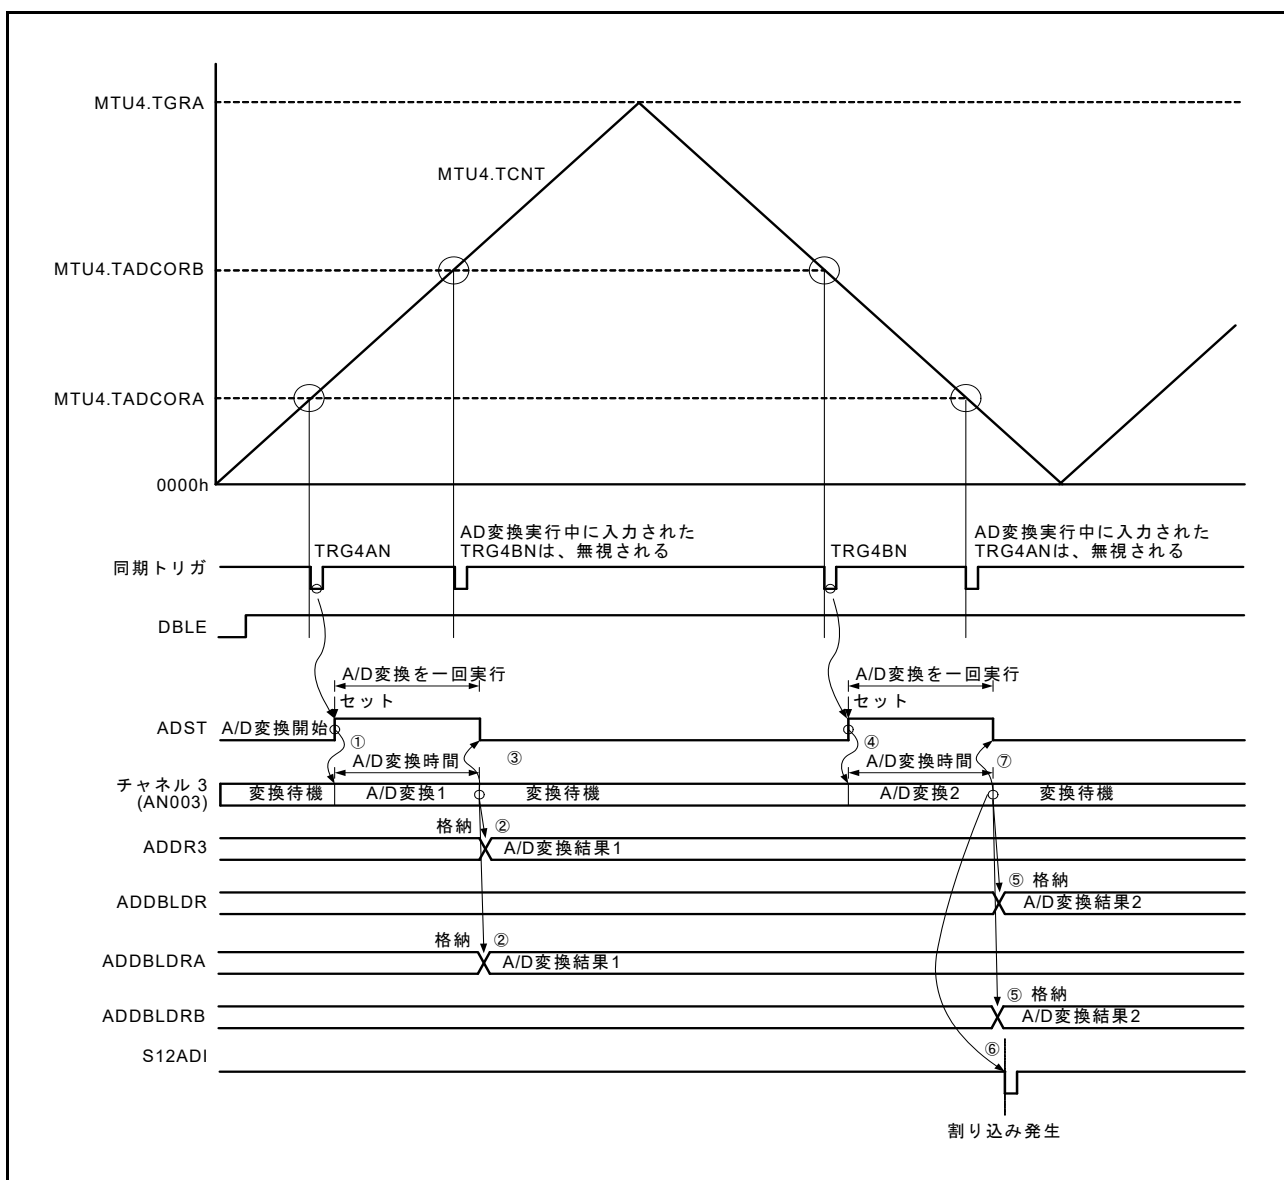 MTU4.TGRA
MTU4.TCNT
MTU4.TADCORB
MTU4.TADCORA
0000h
AD変換実行中に入力された
TRG4BNは、無視される
AD変換実行中に入力された
TRG4ANは、無視される
同期トリガ
TRG4AN
TRG4BN
DBLE
A/D変換を一回実行
A/D変換を一回実行
セット
セット
ADST
A/D変換開始
①
③
④
⑦
A/D変換時間
A/D変換時間
チャネル 3
(AN003)
変換待機
A/D変換1
変換待機
A/D変換2
変換待機
格納 ②
ADDR3
A/D変換結果1
⑤ 格納
ADDBLDR
A/D変換結果2
格納 ②
ADDBLDRA
A/D変換結果1
⑤ 格納
ADDBLDRB
A/D変換結果2
S12ADI
⑥
割り込み発生